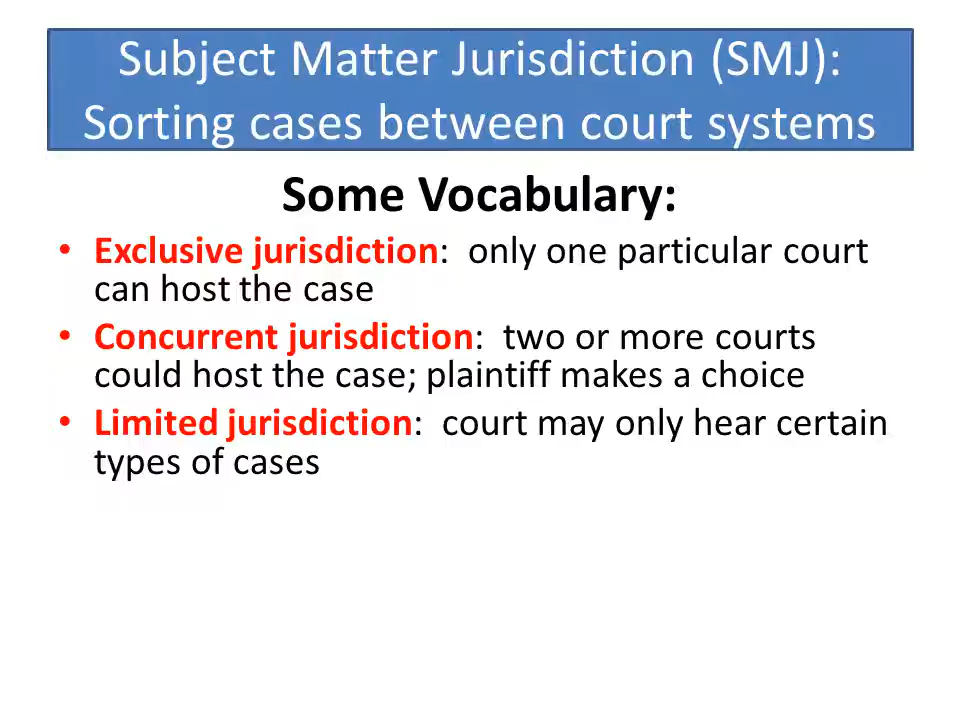 Subject Matter Jurisdiction (SMJ):
Sorting cases between court systems
Some Vocabulary:
• Exclusive jurisdiction:  only one particular court
can host the case
• Concurrent jurisdiction:  two or more courts
could host the case; plaintiff makes a choice
• Limited jurisdiction:  court may only hear certain
types of cases